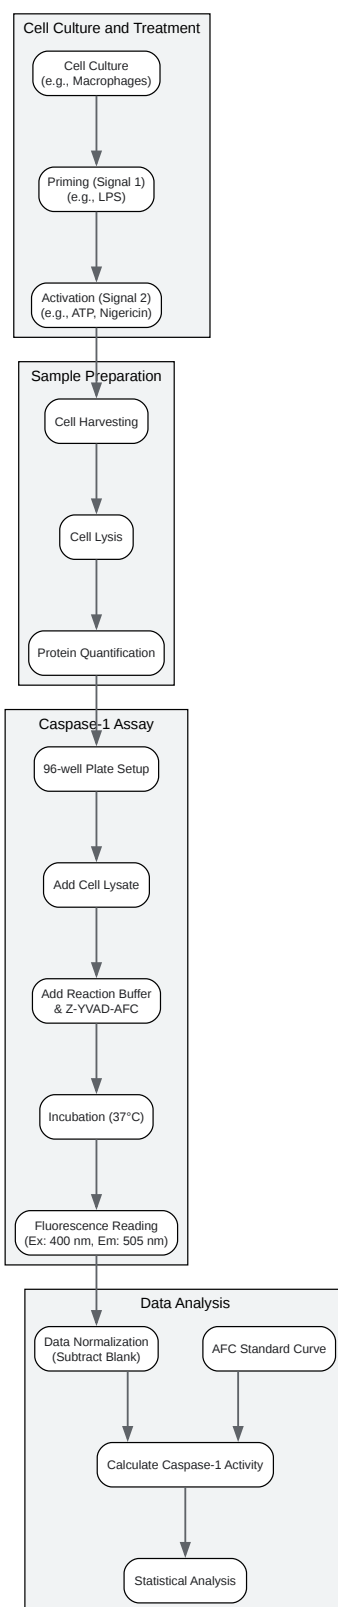 Cell Culture and Treatment
Cell Culture
(e.g., Macrophages)
Priming (Signal 1)
(e.g., LPS)
Activation (Signal 2)
(e.g., ATP, Nigericin)
Sample Preparation
Cell Harvesting
Cell Lysis
Protein Quantification
Caspase-1 Assay
96-well Plate Setup
Add Cell Lysate
Add Reaction Buffer
& Z-YVAD-AFC
Incubation (37°C)
Fluorescence Reading
(Ex: 400 nm, Em: 505 nm)
Data Analysis
Data Normalization
(Subtract Blank)
AFC Standard Curve
Calculate Caspase-1 Activity
Statistical Analysis